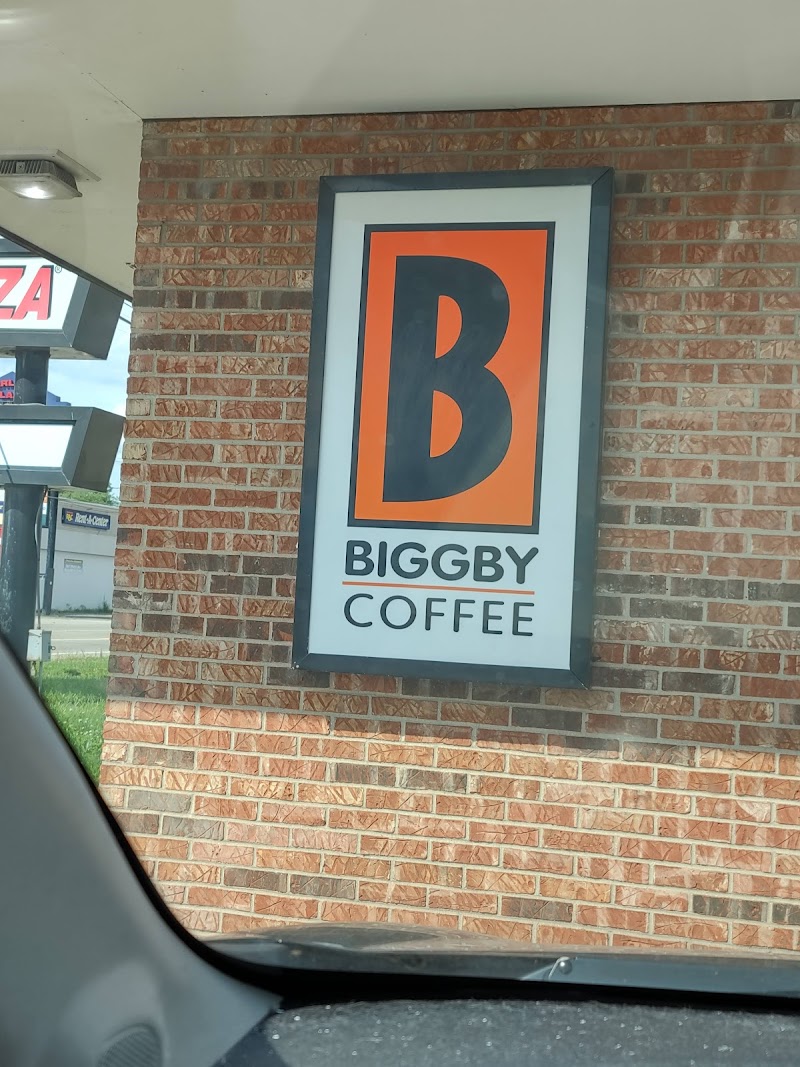 B
BIGGBY
COFFEE
ZA
Rent-A-Center